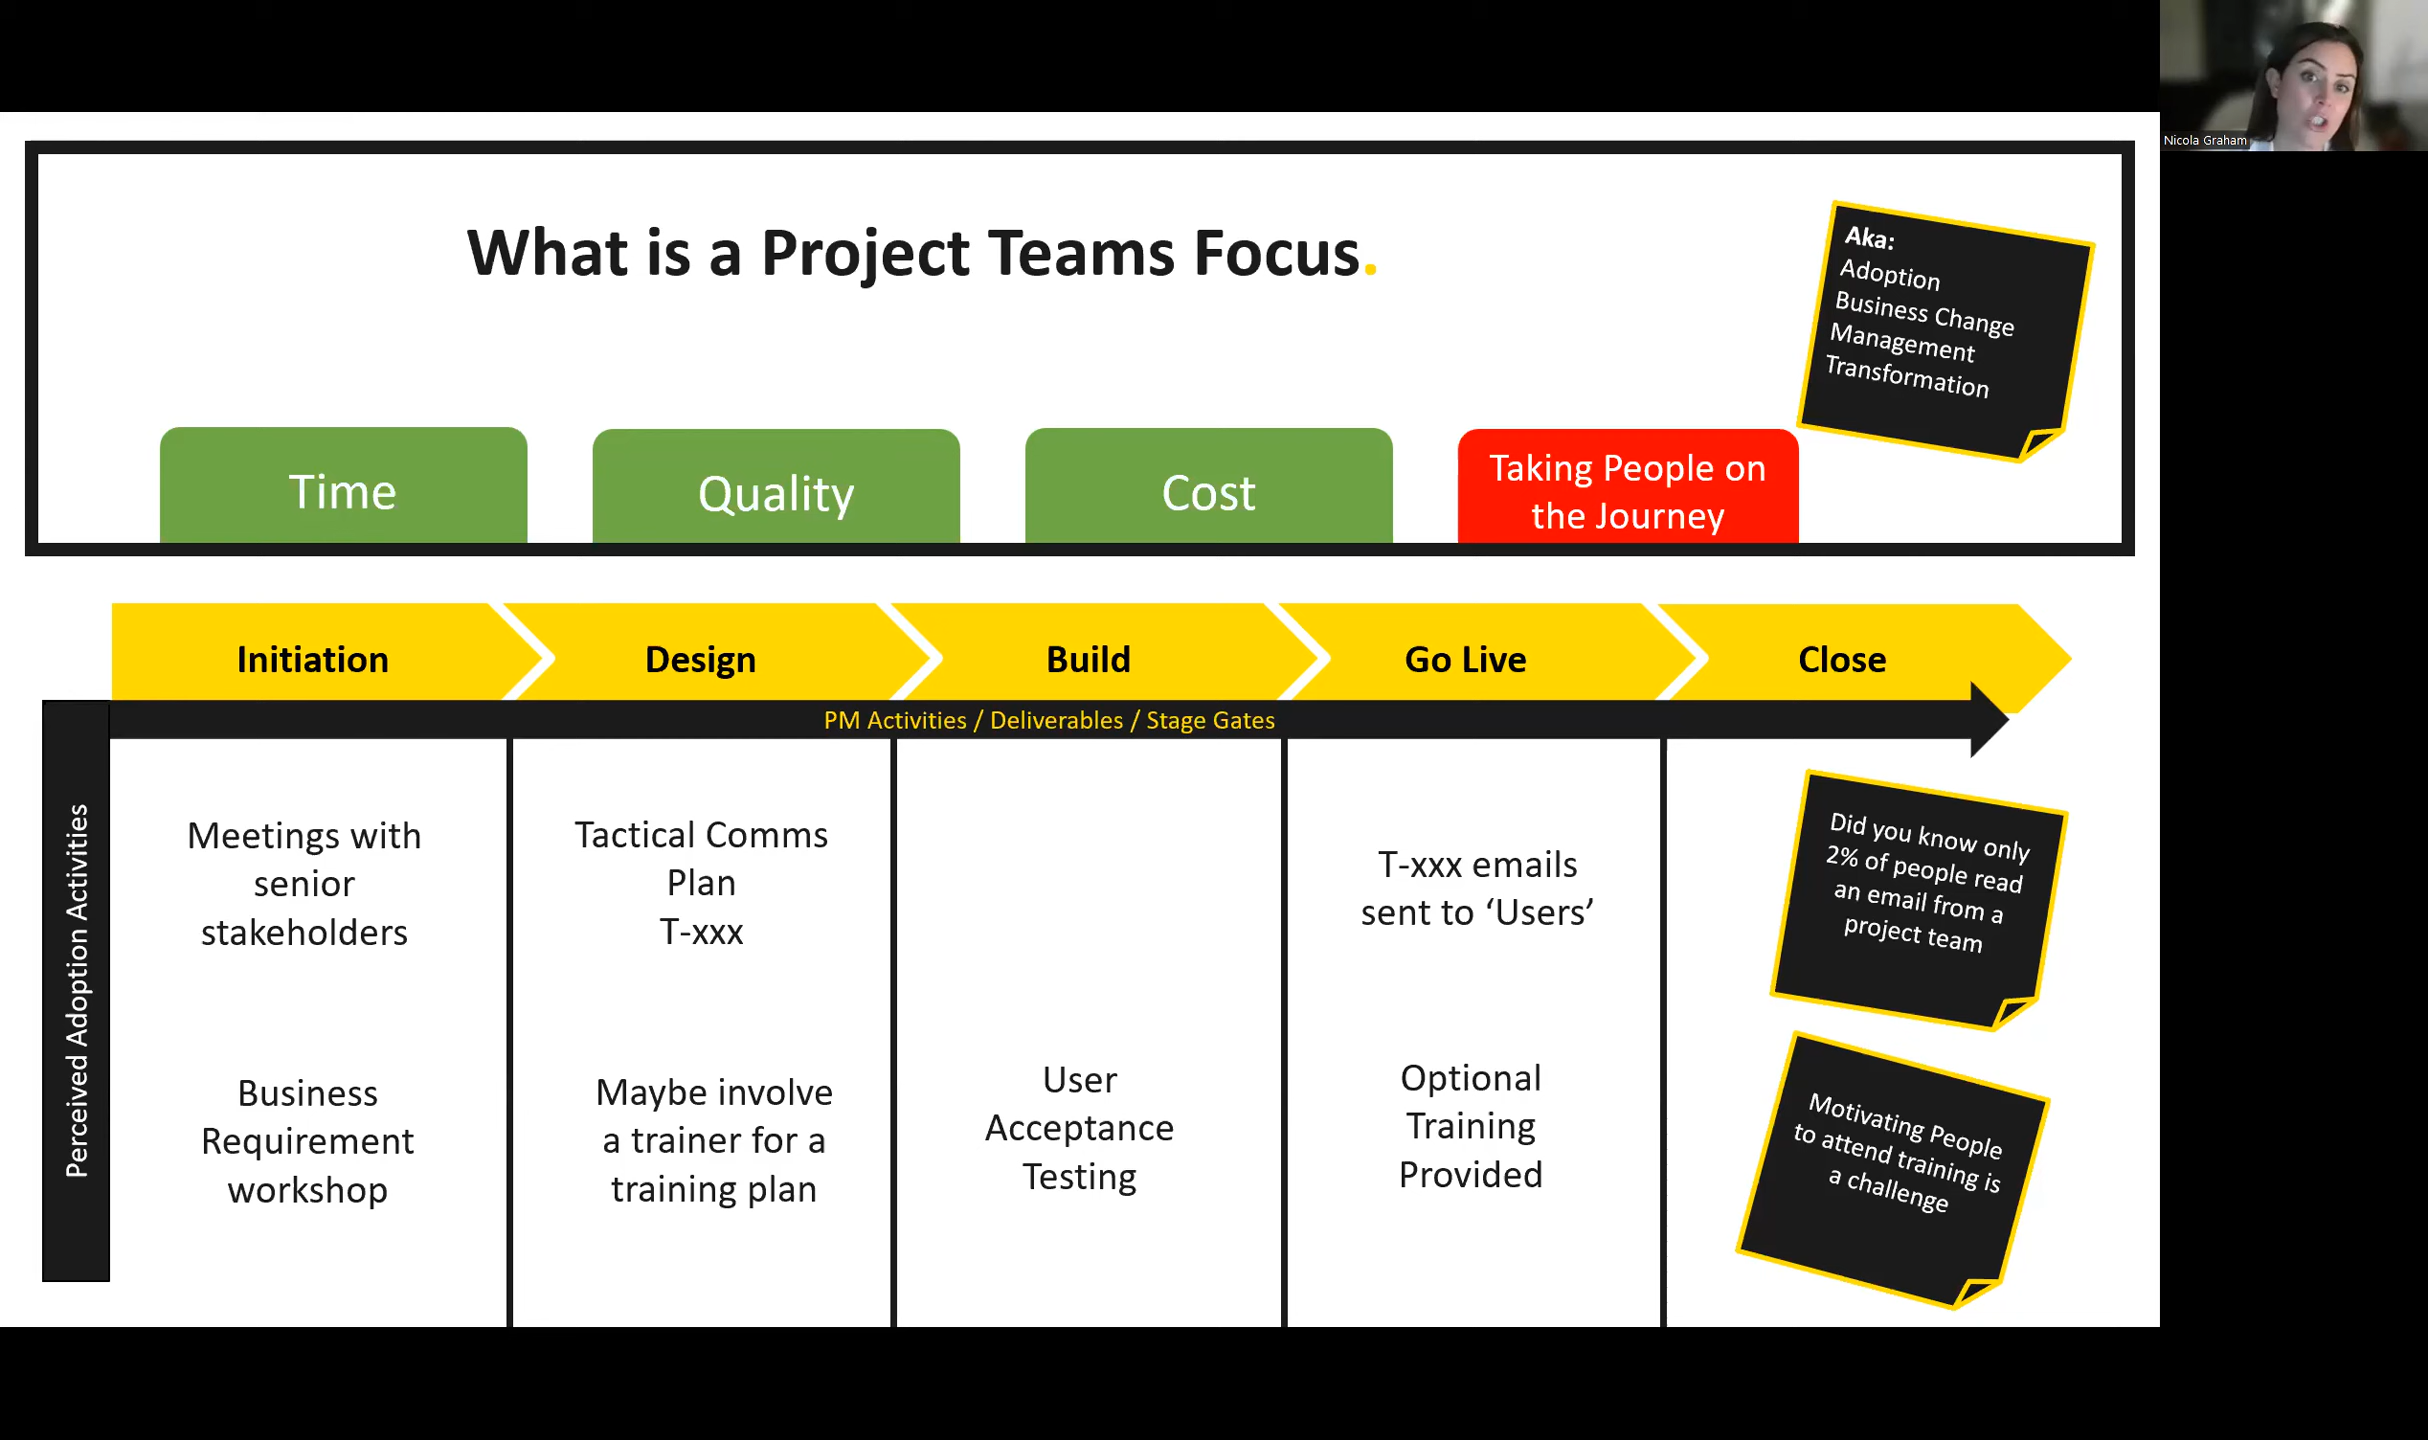 Nicola Graham
What is a Project Teams Focus.
Aka:
Adoption
Business Change
Management
Transformation
Time
Quality
Cost
Taking People on
the Journey
Initiation
Design
Build
Go Live
Close
PM Activities / Deliverables / Stage Gates
Perceived Adoption Activities
Meetings with
senior
stakeholders
Business
Requirement
workshop
Tactical Comms
Plan
T-xxx
Maybe involve
a trainer for a
training plan
User
Acceptance
Testing
T-xxx emails
sent to ‘Users’
Optional
Training
Provided
Did you know only
2% of people read
an email from a
project team
Motivating People
to attend training is
a challenge